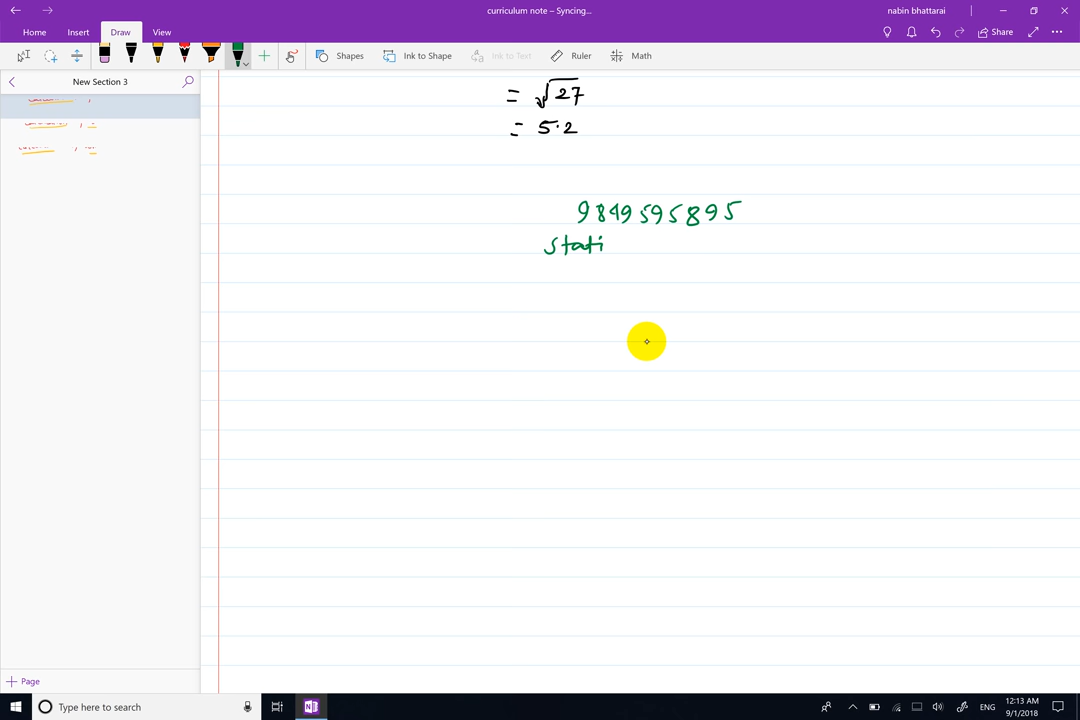 curriculum note – Syncing...
nabin bhattarai
Home
Insert
Draw
View
Share
Shapes
Ink to Shape
Ink to Text
Ruler
Math
New Section 3
= √27
= 5.2
9849595895
stati
Page
Type here to search
ENG
12:13 AM
9/1/2018